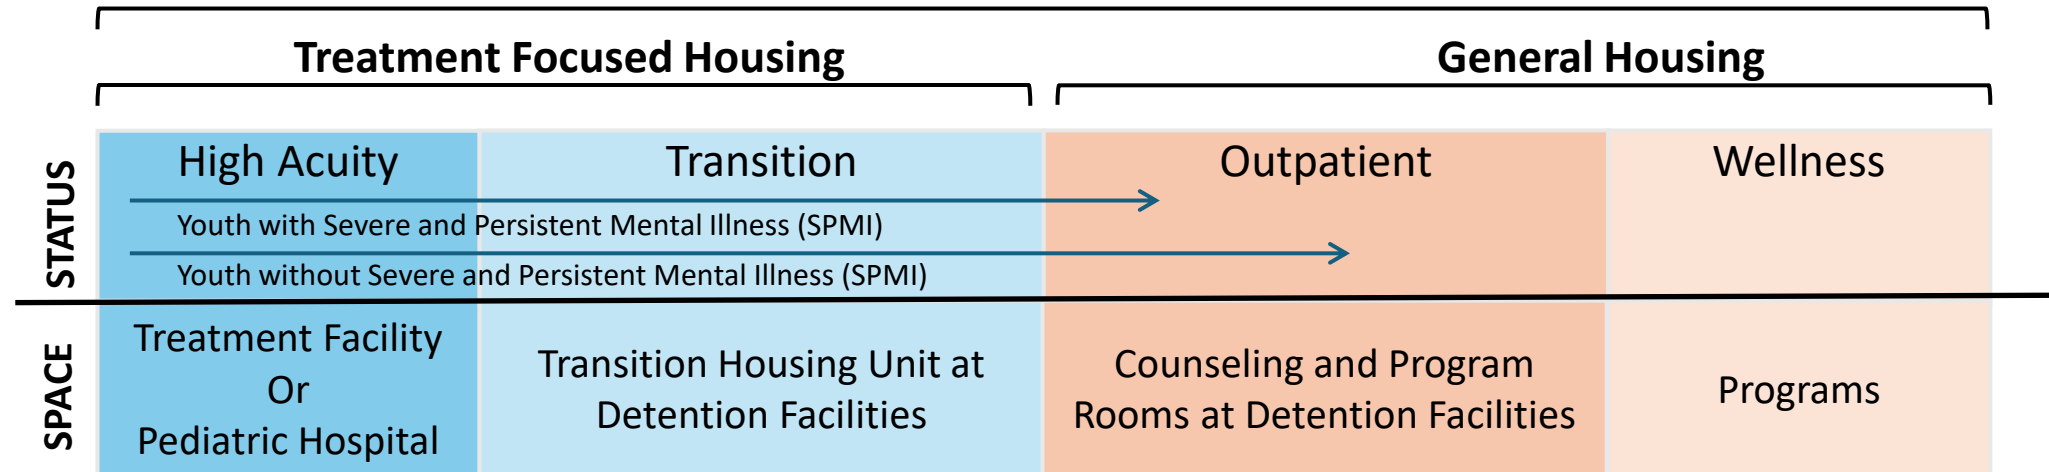 Treatment Focused Housing
General Housing
STATUS
High Acuity
Transition
Outpatient
Wellness
Youth with Severe and Persistent Mental Illness (SPMI)
Youth without Severe and Persistent Mental Illness (SPMI)
SPACE
Treatment Facility
Or
Pediatric Hospital
Transition Housing Unit at
Detention Facilities
Counseling and Program
Rooms at Detention Facilities
Programs